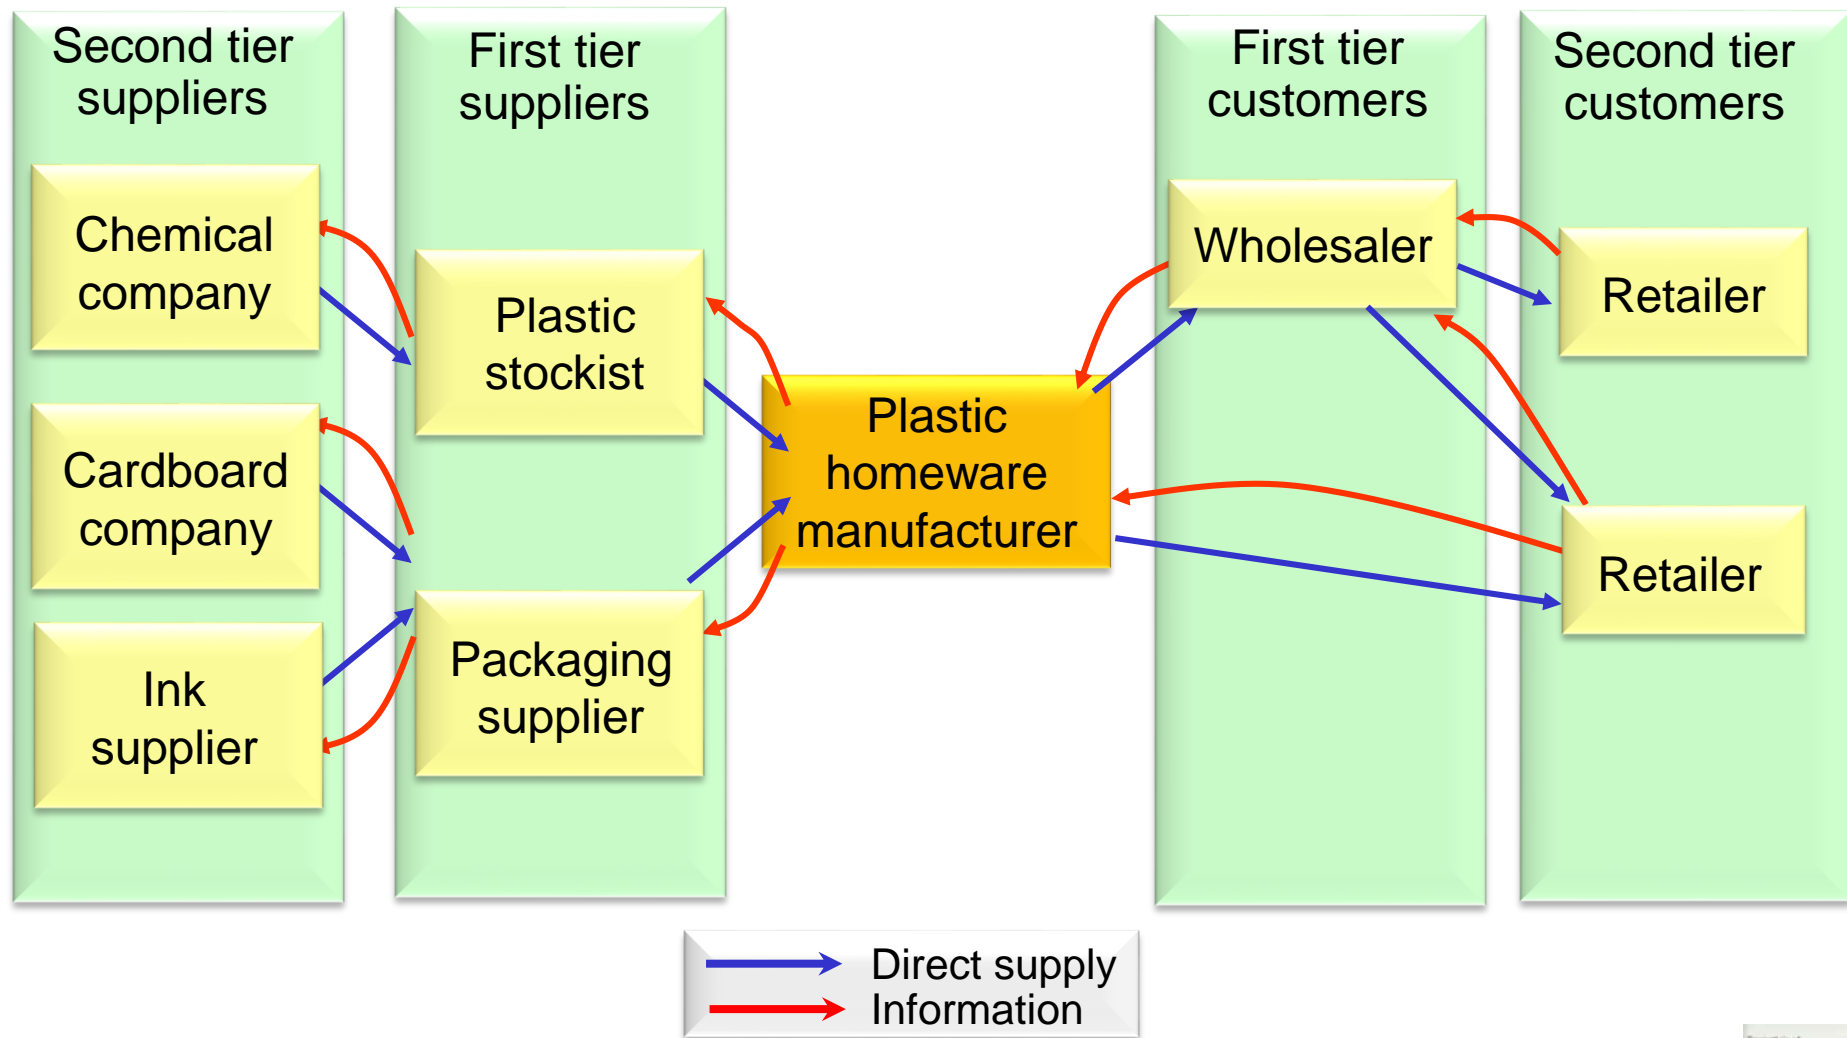 Second tier
suppliers
First tier
suppliers
First tier
customers
Second tier
customers
Chemical
company
Cardboard
company
Ink
supplier
Plastic
stockist
Packaging
supplier
Plastic
homeware
manufacturer
Wholesaler
Retailer
Retailer
Direct supply
Information